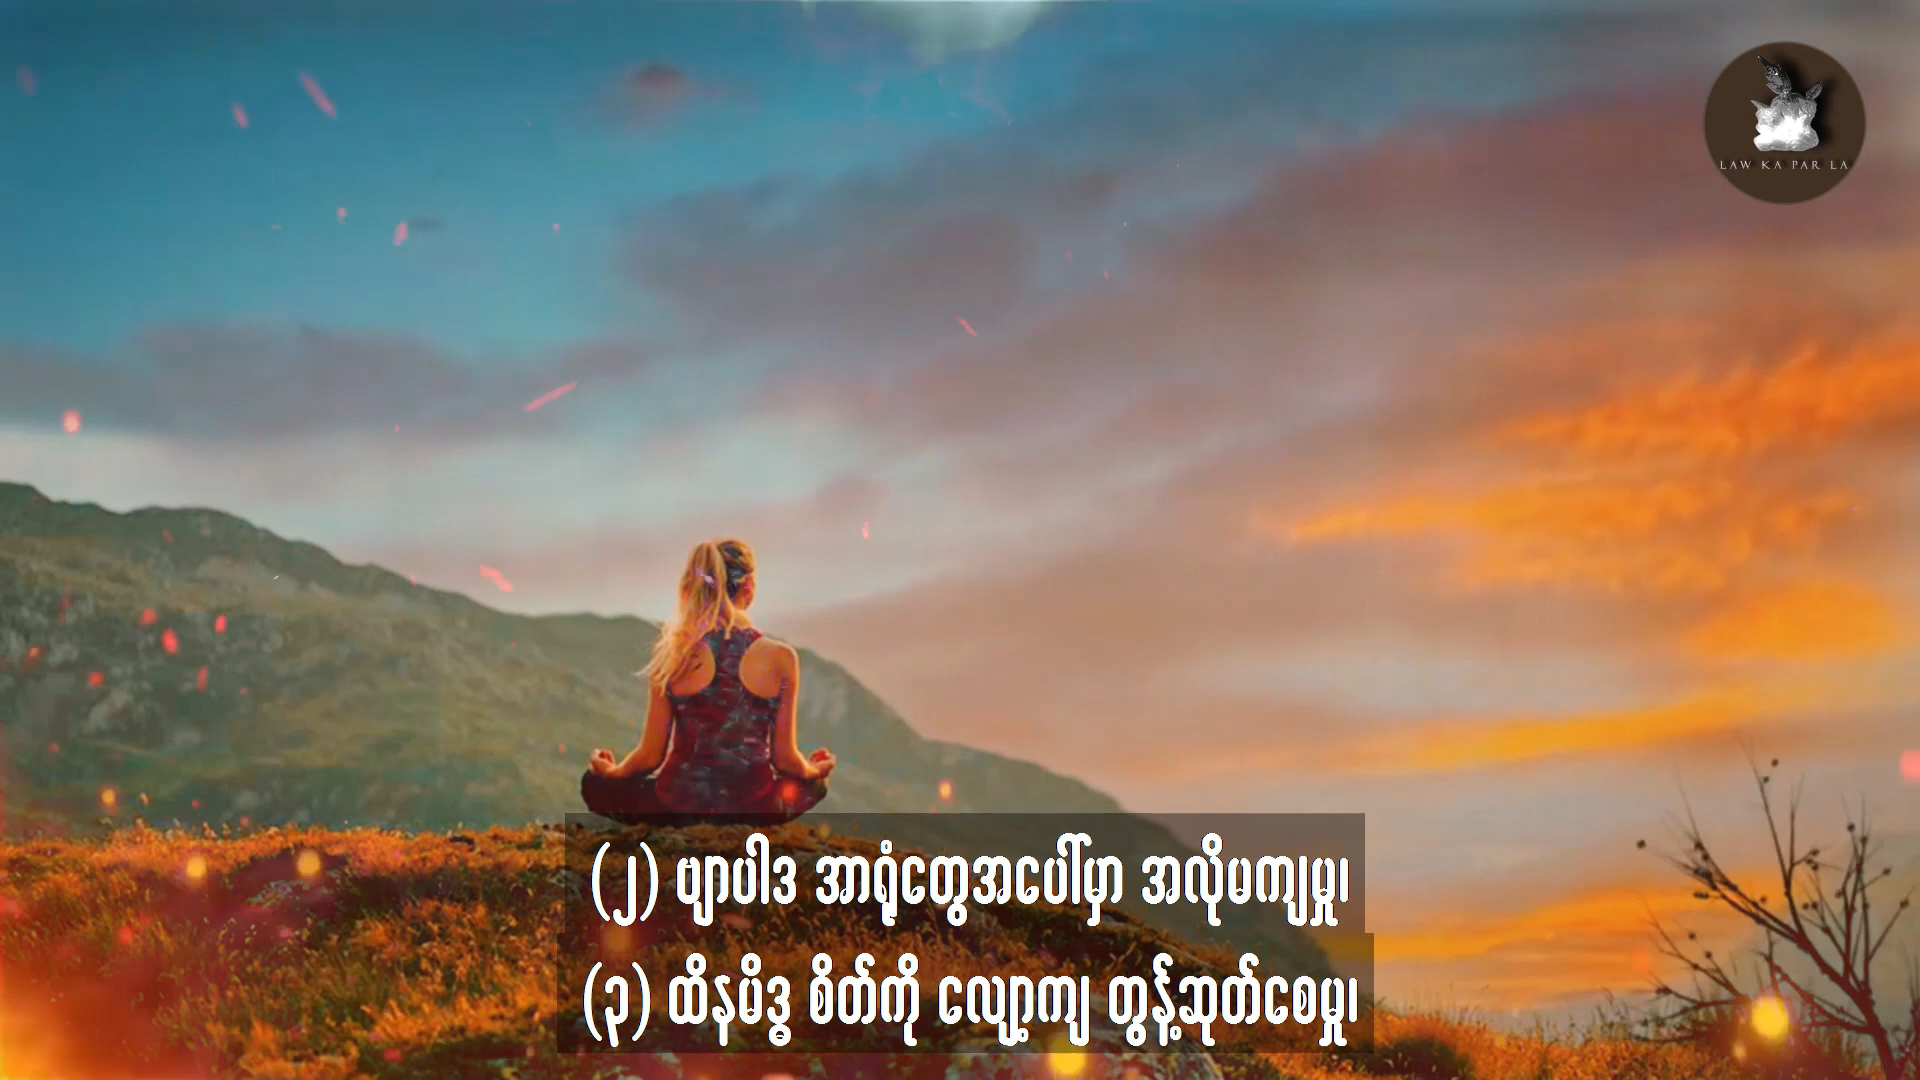 LAW KA PAR LA
(၂) ဗျာပါဒ အာရုံတွေအပေါ်မှာ အလိုမကျမှု၊
(၃) ထိနမိဒ္ဓ စိတ်ကို လျော့ကျ တွန့်ဆုတ်စေမှု၊